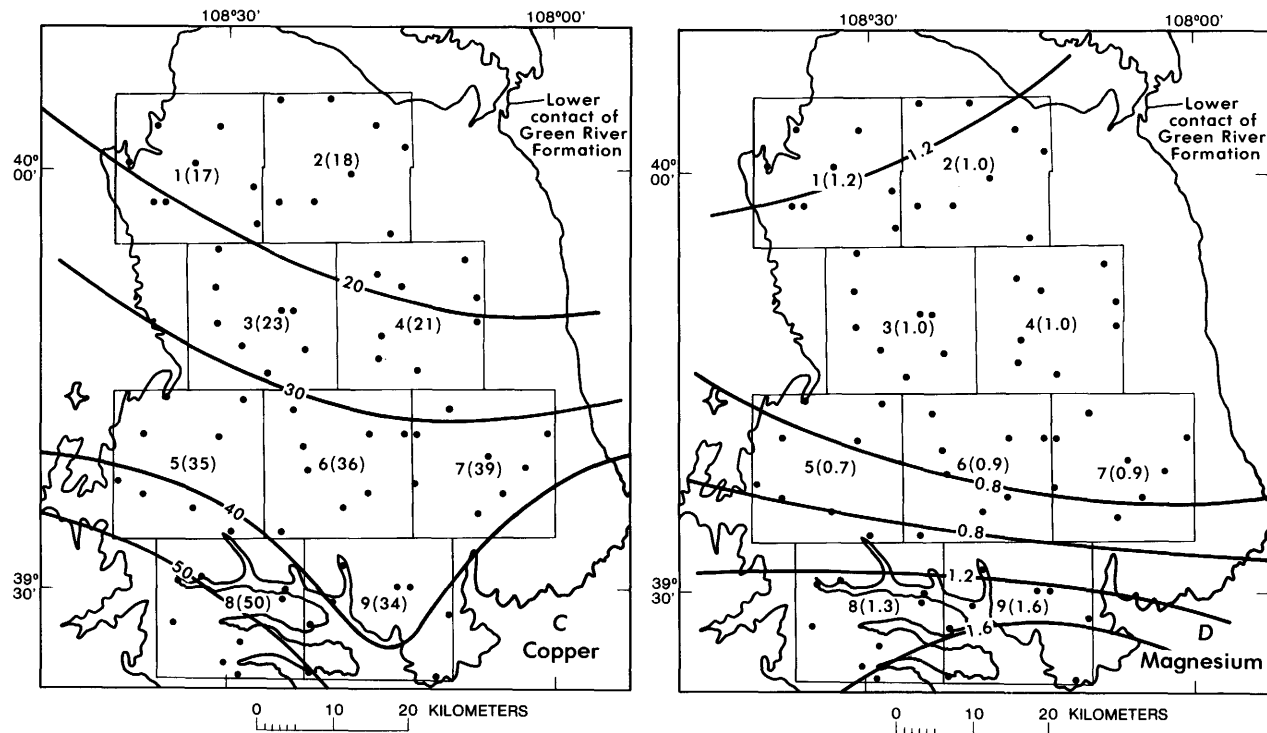 108°30'
108°00'
Lower
contact of
Green River
Formation
40°
00'
1(17)
2(18)
20
3(23)
4(21)
30
5(35)
6(36)
7(39)
40
50
39°
30'
8(50)
9(34)
C
Copper
0 10 20 KILOMETERS
108°30'
108°00'
Lower
contact of
Green River
Formation
40°
00'
1.2
1(1.2)
2(1.0)
3(1.0)
4(1.0)
5(0.7)
6(0.9)
7(0.9)
0.8
0.8
1.2
39°
30'
8(1.3)
9(1.6)
1.6
D
Magnesium
0 10 20 KILOMETERS